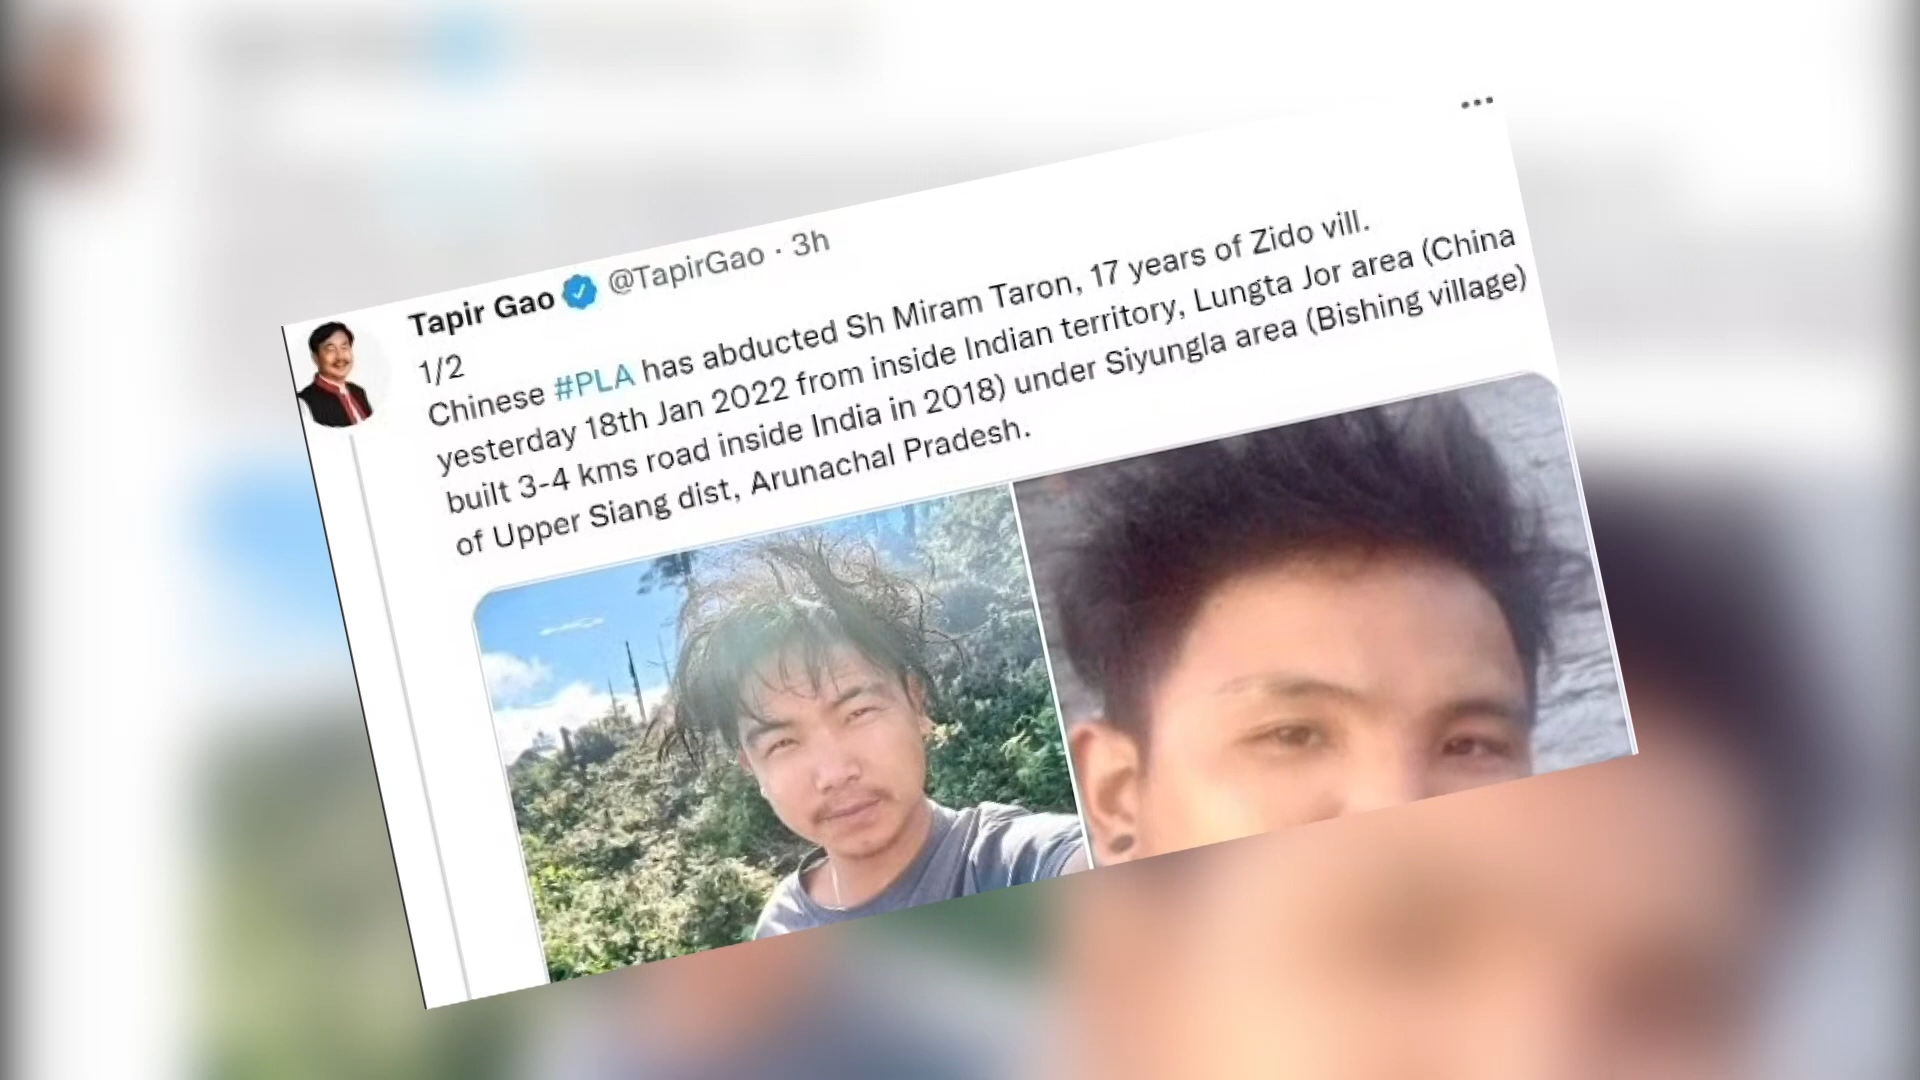 Tapir Gao @TapirGao · 3h
1/2
Chinese #PLA has abducted Sh Miram Taron, 17 years of Zido vill.
yesterday 18th Jan 2022 from inside Indian territory, Lungta Jor area (China
built 3-4 kms road inside India in 2018) under Siyungla area (Bishing village)
of Upper Siang dist, Arunachal Pradesh.